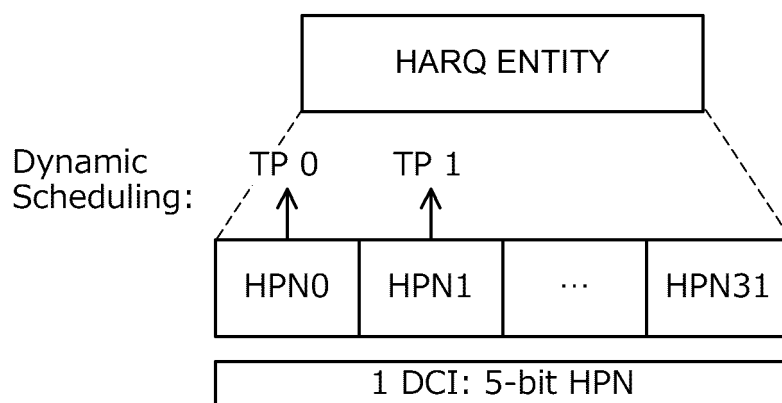 HARQ ENTITY
Dynamic
Scheduling:
TP 0
TP 1
HPN0
HPN1
...
HPN31
1 DCI: 5-bit HPN